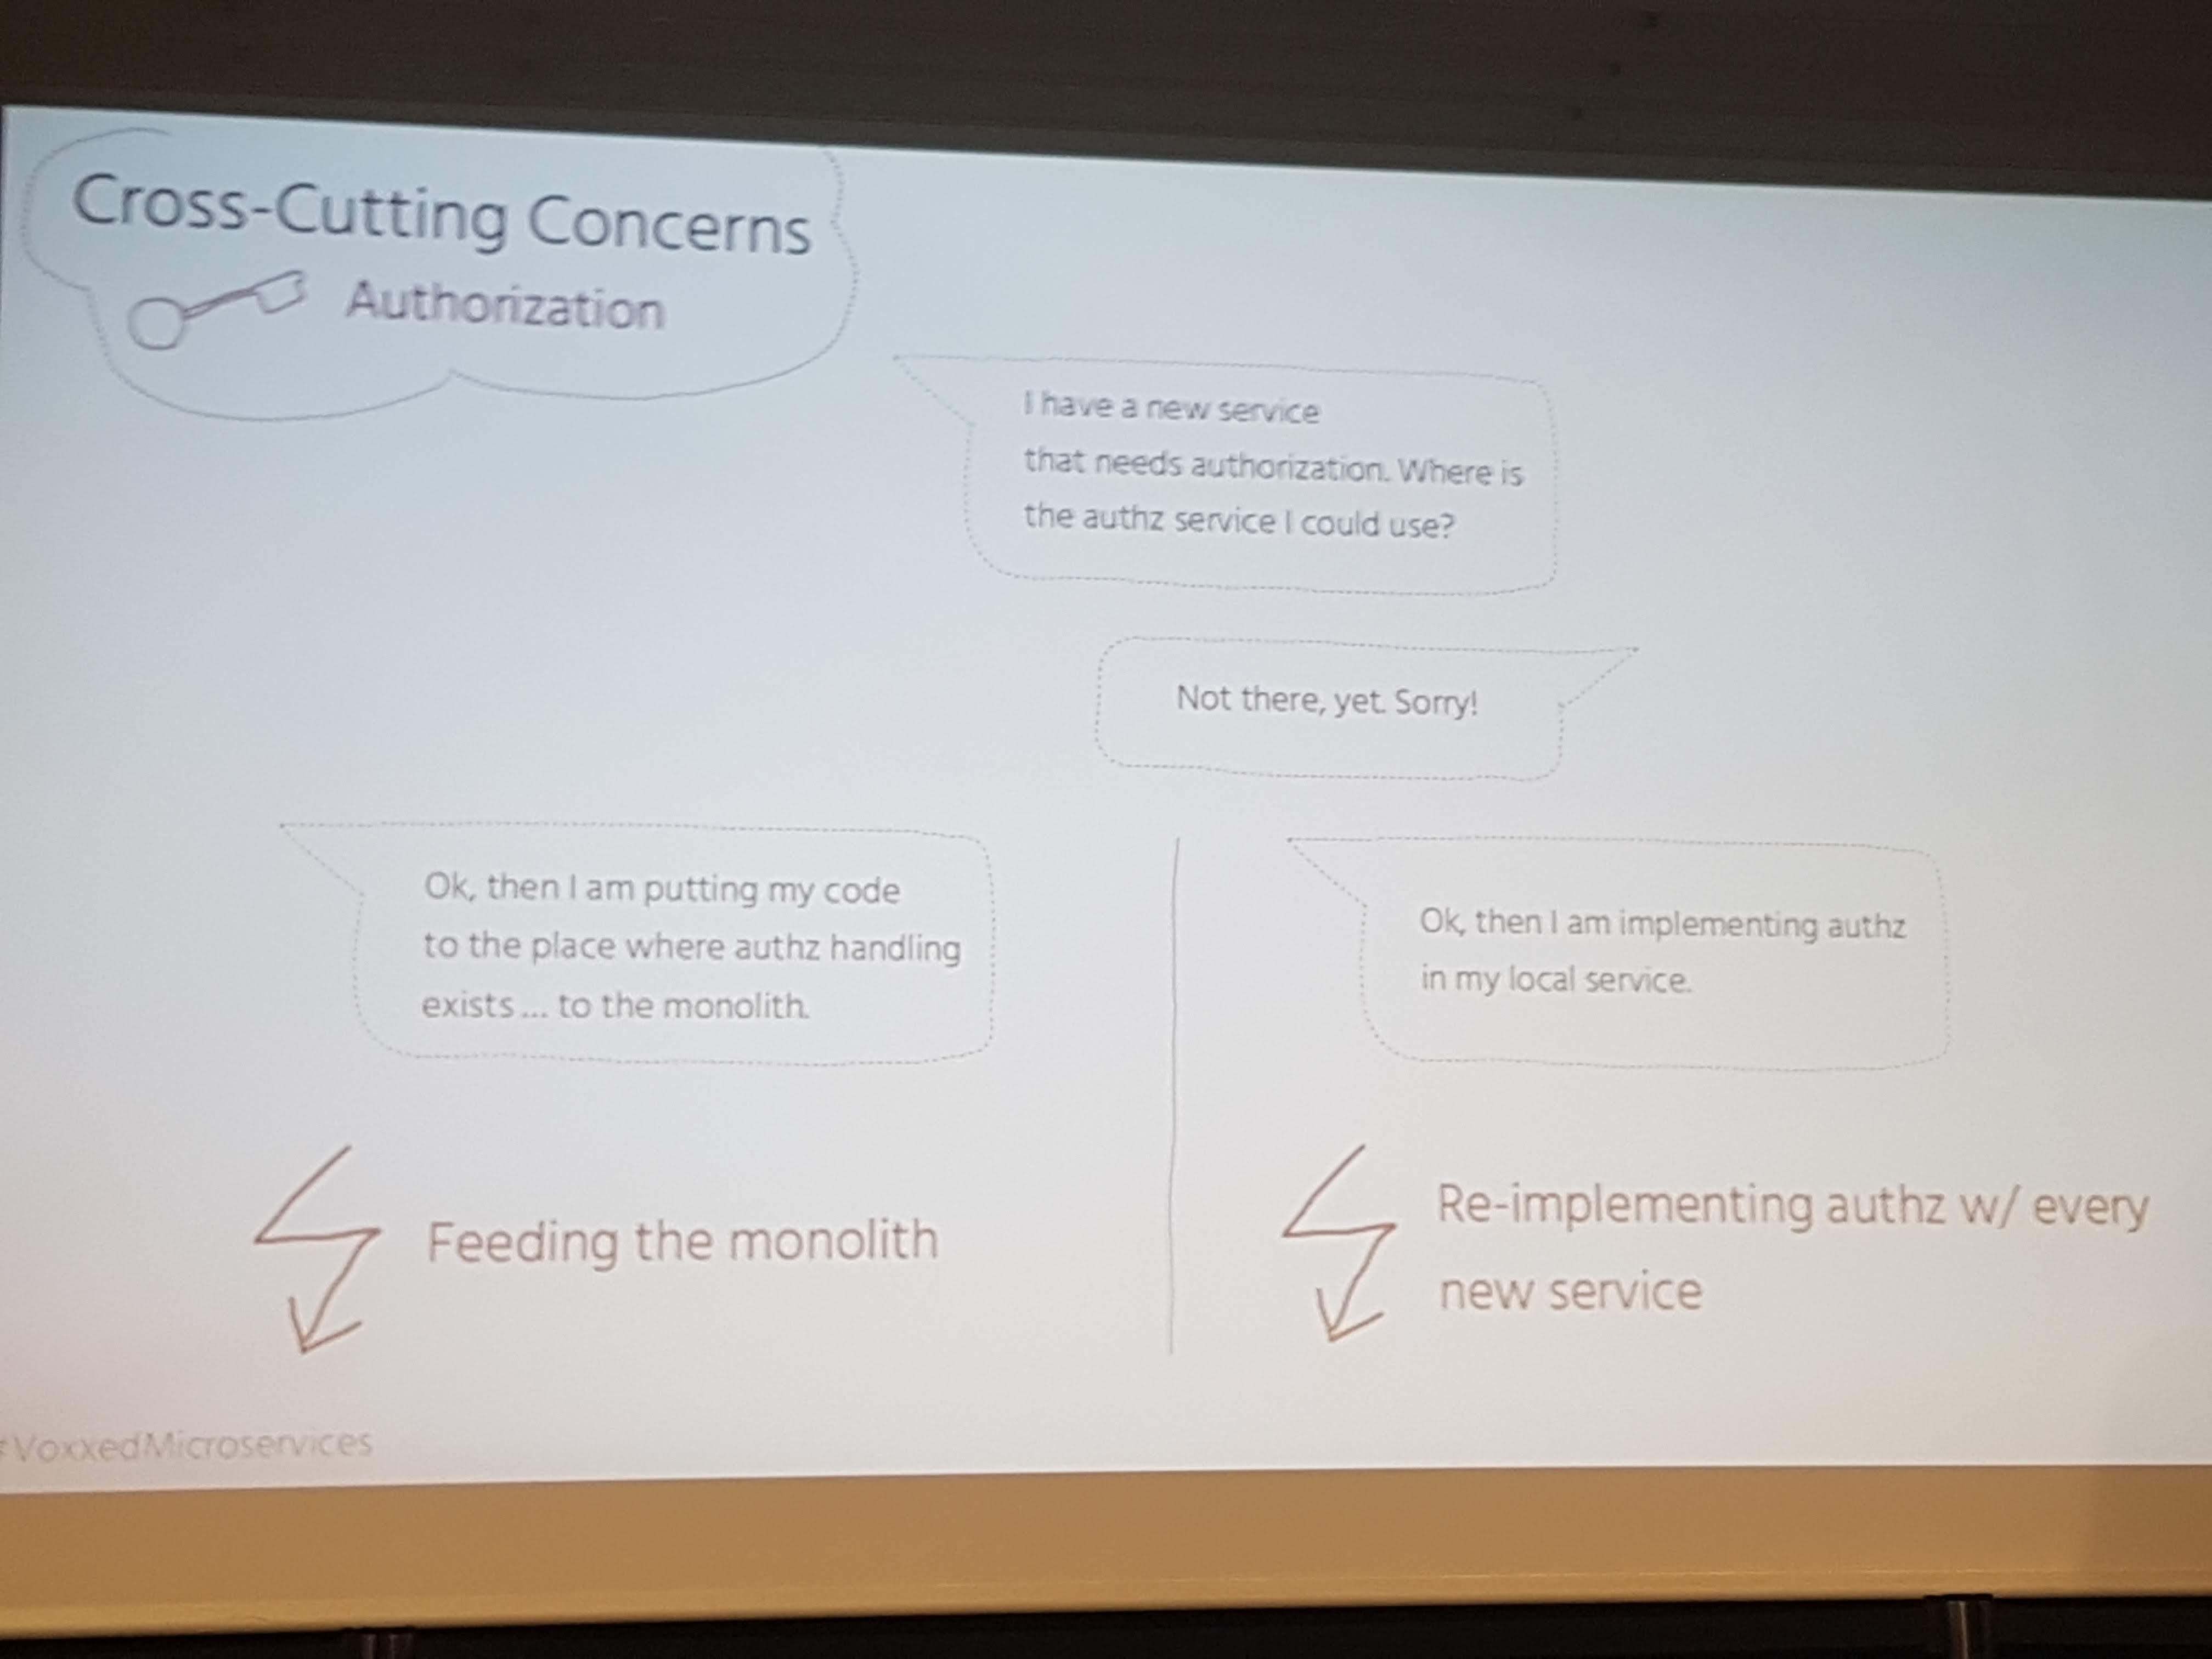 Cross-Cutting Concerns
Authorization
I have a new service
that needs authorization. Where is
the authz service I could use?
Not there, yet. Sorry!
Ok, then I am putting my code
to the place where authz handling
exists ... to the monolith.
Ok, then I am implementing authz
in my local service.
Feeding the monolith
Re-implementing authz w/ every
new service
#VoxxedMicroservices